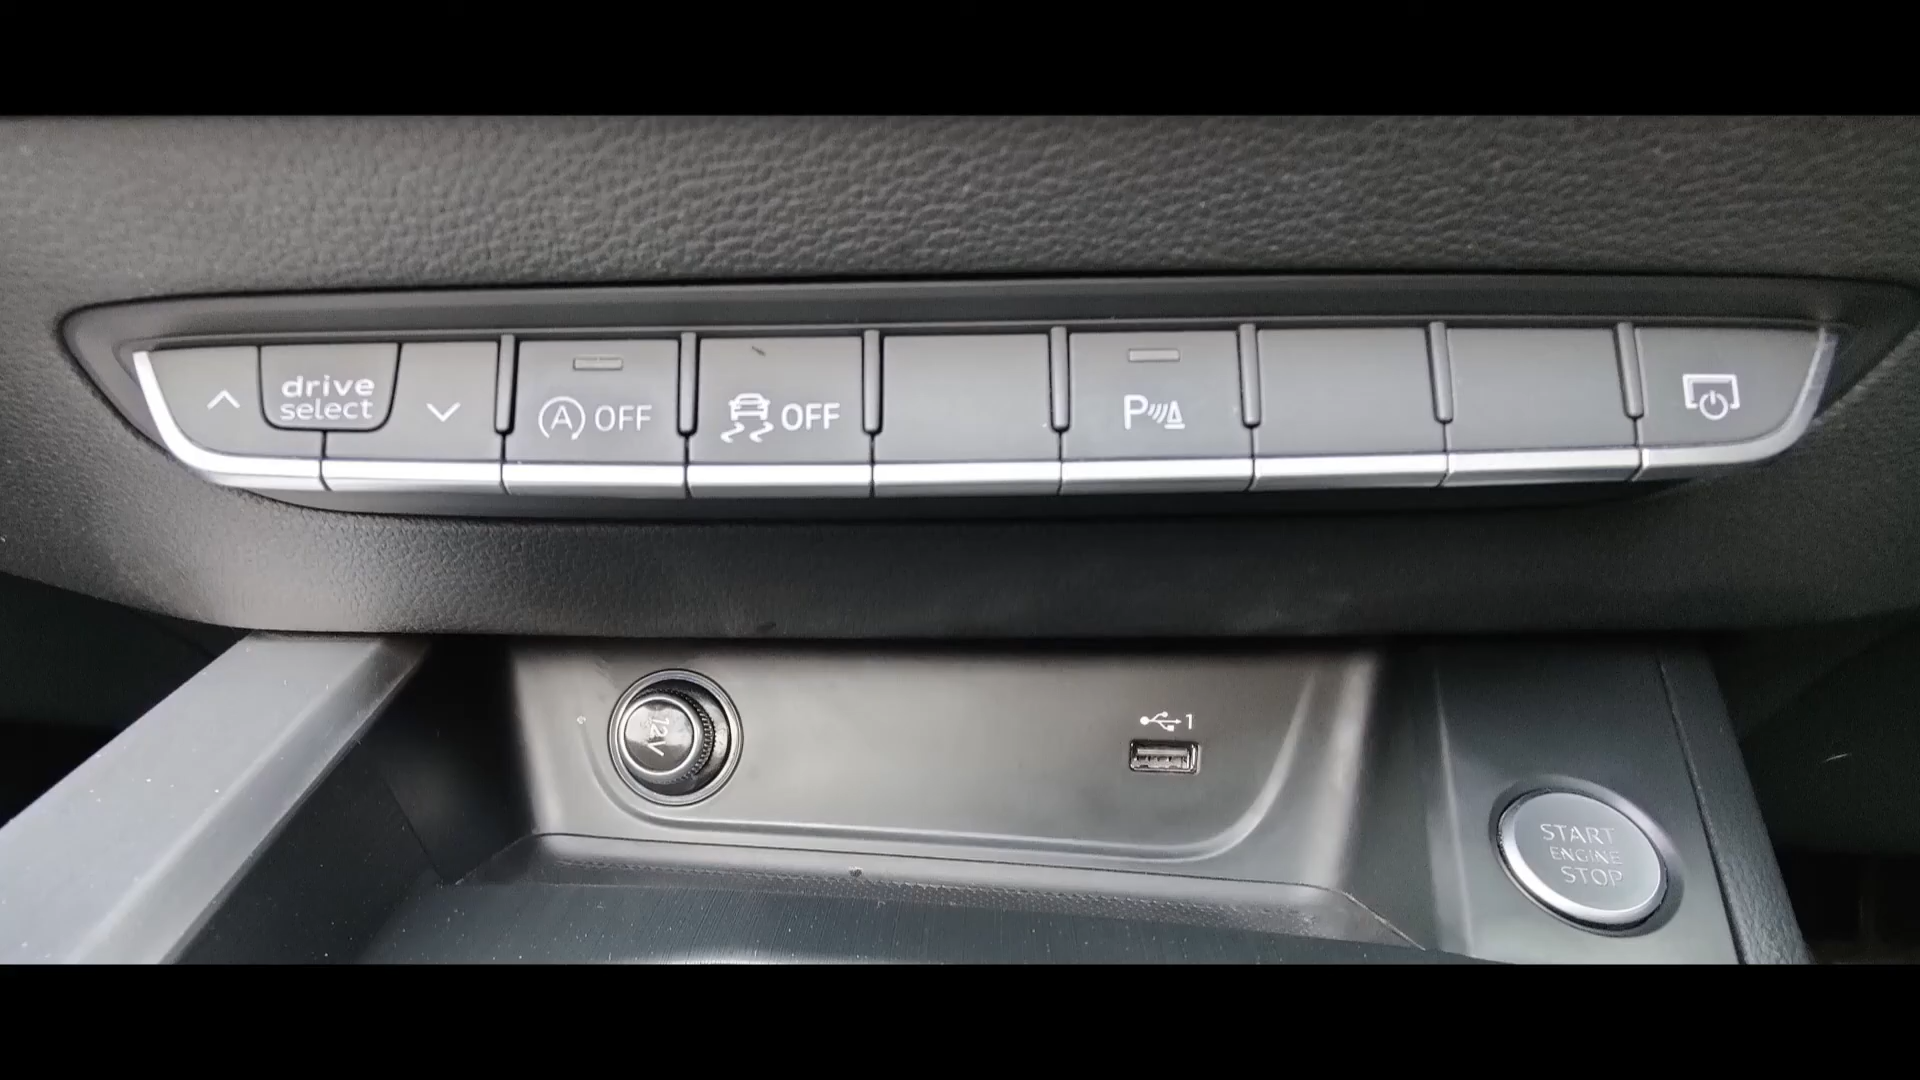 drive
select
A OFF
OFF
P
12V
1
START
ENGINE
STOP